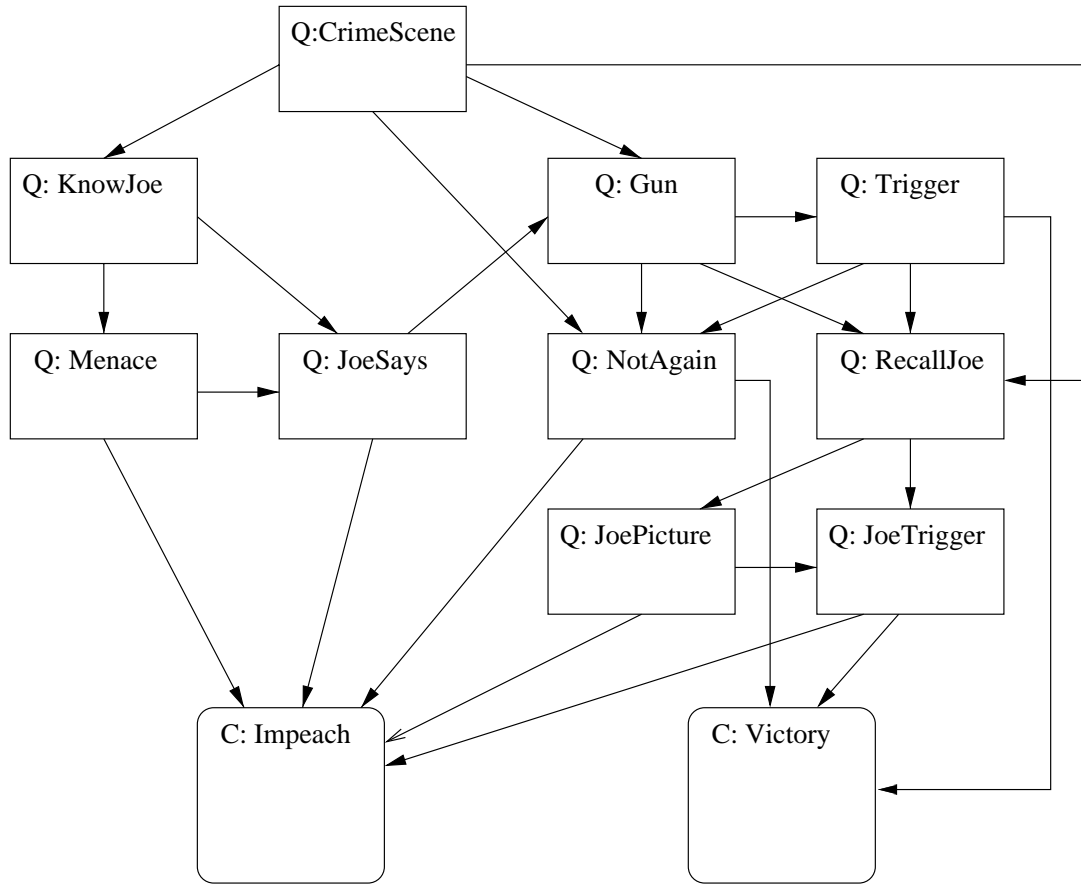 Q:CrimeScene
Q: KnowJoe
Q: Gun
Q: Trigger
Q: Menace
Q: JoeSays
Q: NotAgain
Q: RecallJoe
Q: JoePicture
Q: JoeTrigger
C: Impeach
C: Victory